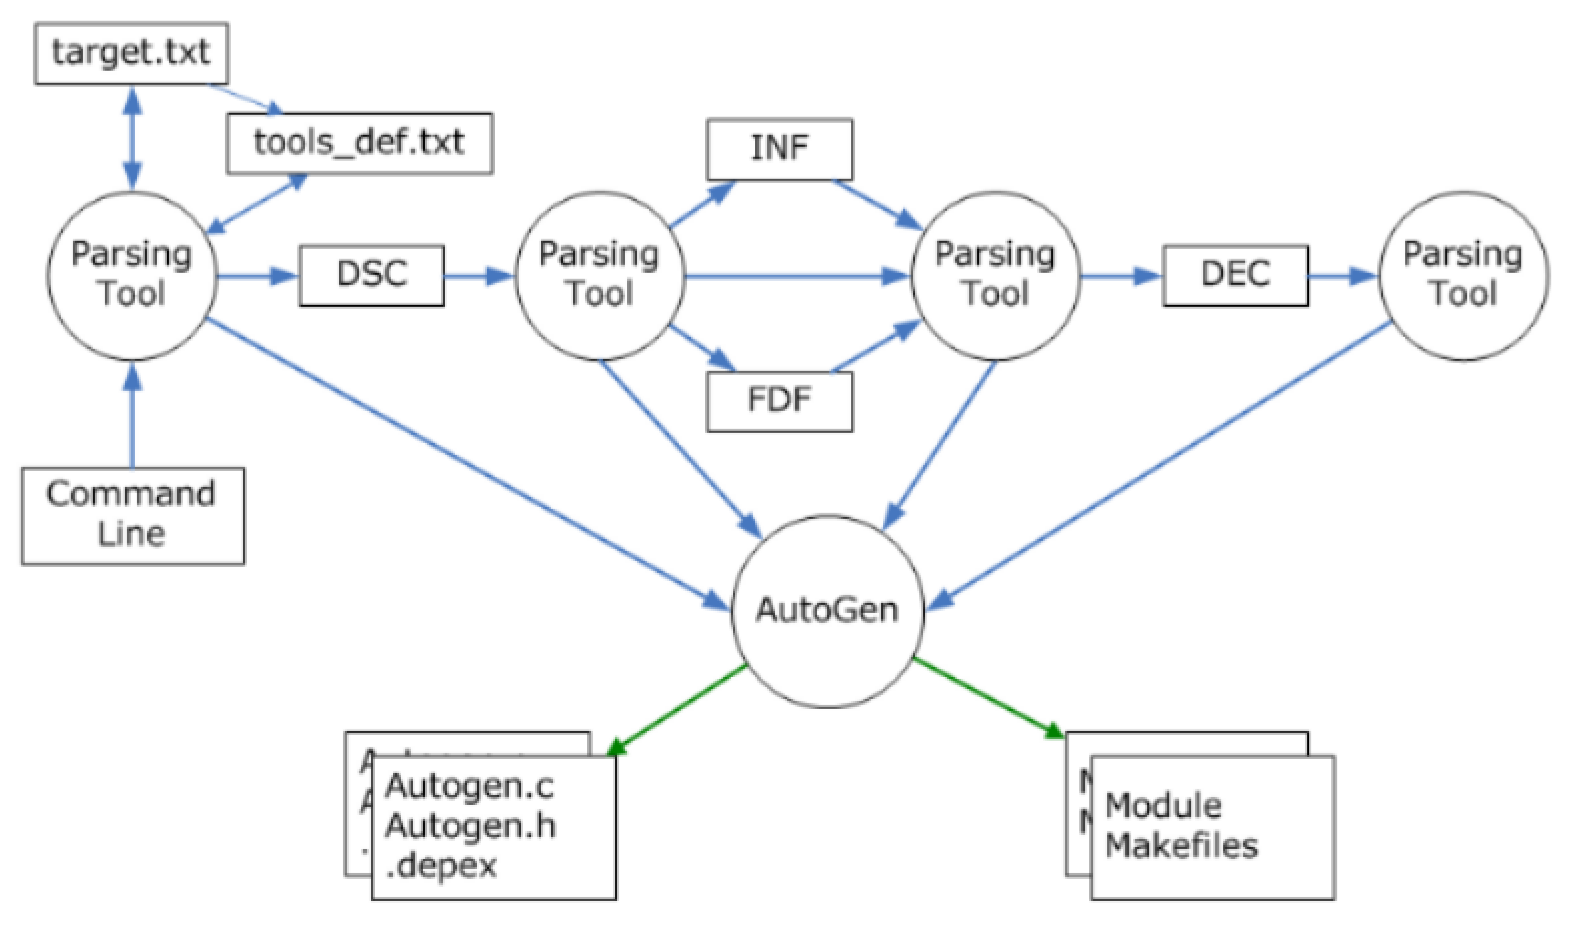 target.txt
tools_def.txt
INF
Parsing
Tool
DSC
Parsing
Tool
Parsing
Tool
DEC
Parsing
Tool
FDF
Command
Line
AutoGen
Autogen.c
Autogen.h
.depex
Module
Makefiles